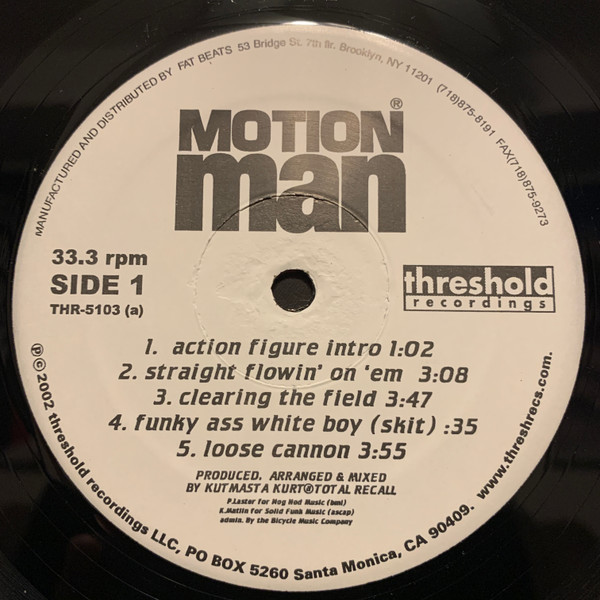 MANUFACTURED AND DISTRIBUTED BY FAT BEATS 53 Bridge St. 7th flr. Brooklyn, NY 11201 (718)875-8191 FAX(718)875-9273
MOTION®
man
33.3 rpm
SIDE 1
THR-5103 (a)
threshold
recordings
1. action figure intro 1:02
2. straight flowin' on 'em 3:08
3. clearing the field 3:47
4. funky ass white boy (skit) :35
5. loose cannon 3:55
PRODUCED, ARRANGED & MIXED
BY KUTMASTA KURT@TOTAL RECALL
P.Laster for Hog Nod Music (bmi)
K.Matlin for Solid Funk Music (ascap)
admin. By the Bicycle Music Company
℗© 2002 threshold recordings LLC, PO BOX 5260 Santa Monica, CA 90409. www.threshrecs.com.